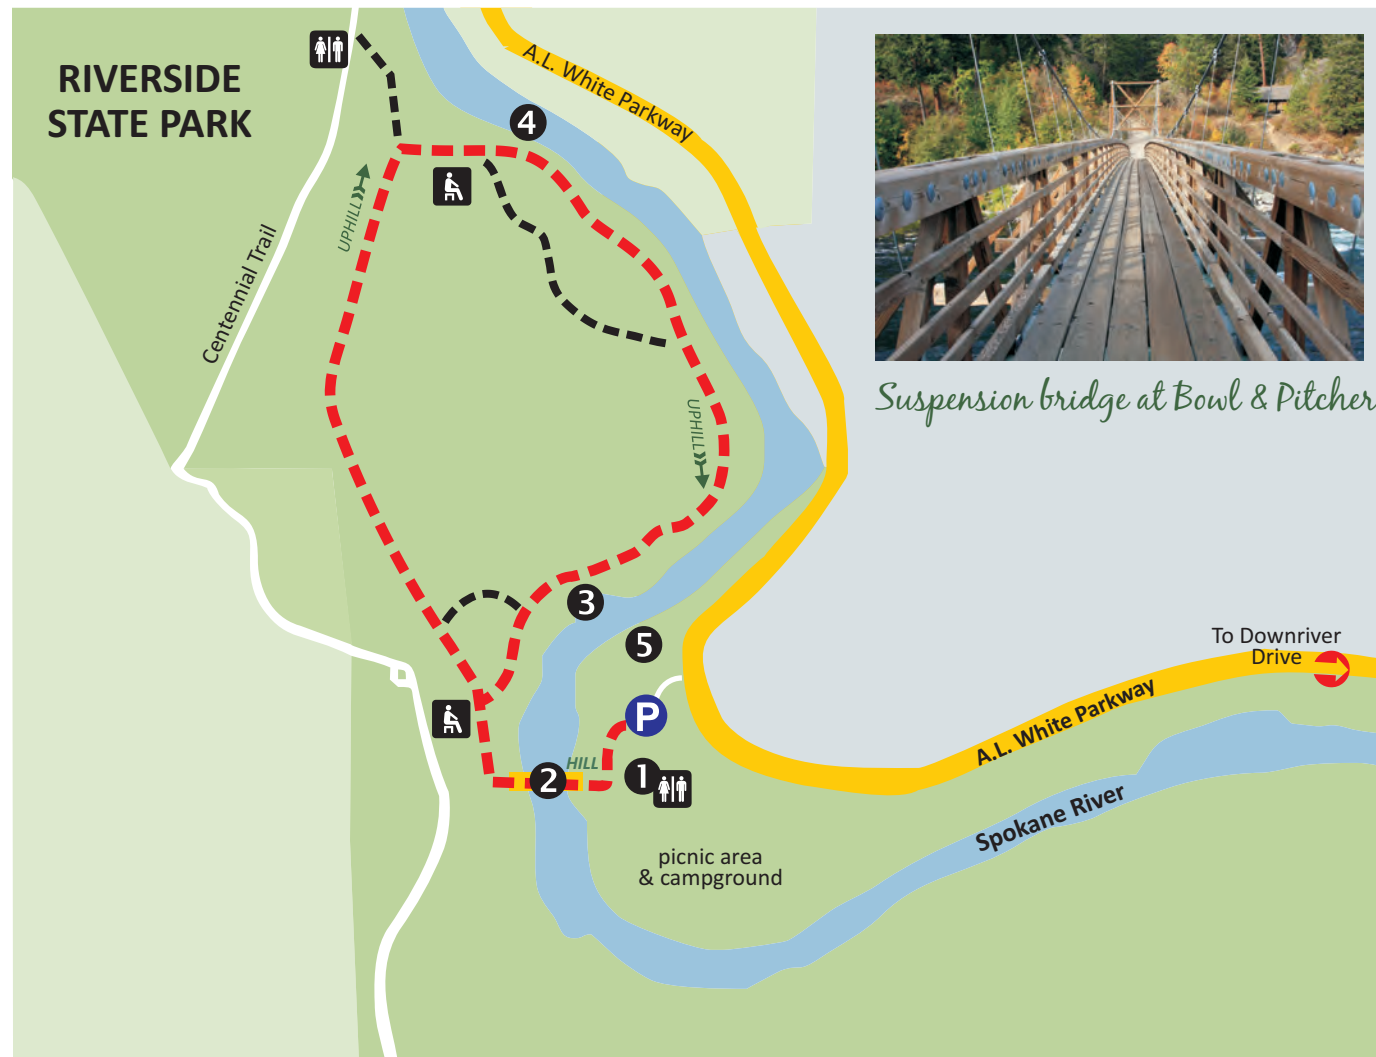 RIVERSIDE
STATE PARK
A.L. White Parkway
4
UPHILL
Centennial Trail
Suspension bridge at Bowl & Pitcher
UPHILL
3
5
To Downriver
Drive
P
A.L. White Parkway
HILL
2
1
Spokane River
picnic area
& campground